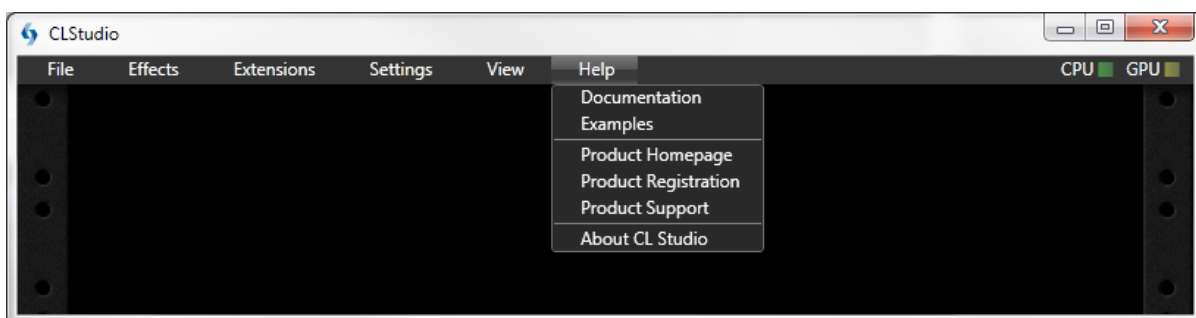 CLStudio
File Effects Extensions Settings View Help CPU GPU
Documentation
Examples
Product Homepage
Product Registration
Product Support
About CL Studio